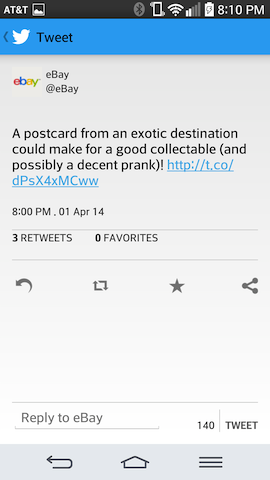 AT&T 8:10 PM
Tweet
ebay
eBay
@eBay
A postcard from an exotic destination
could make for a good collectable (and
possibly a decent prank)! http://t.co/
dPsX4xMCww
8:00 PM , 01 Apr 14
3 RETWEETS 0 FAVORITES
Reply to eBay
140 TWEET